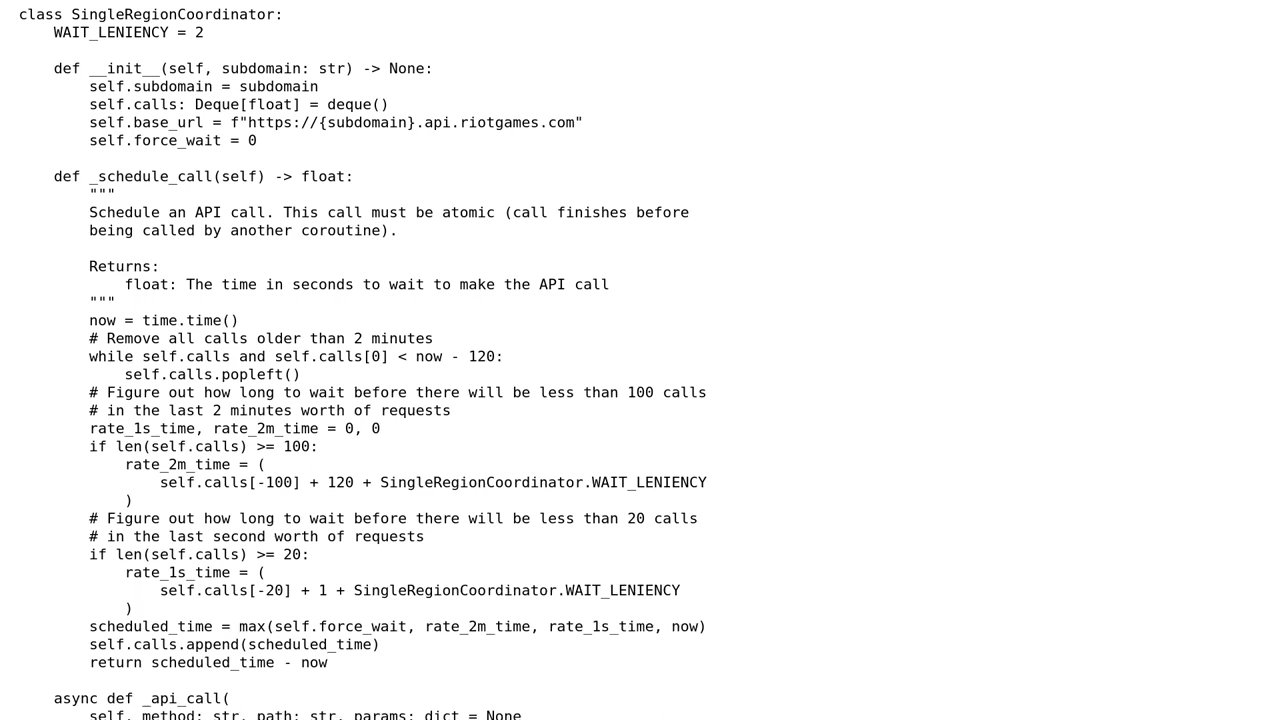 class SingleRegionCoordinator:
    WAIT_LENIENCY = 2

    def __init__(self, subdomain: str) -> None:
        self.subdomain = subdomain
        self.calls: Deque[float] = deque()
        self.base_url = f"https://{subdomain}.api.riotgames.com"
        self.force_wait = 0

    def _schedule_call(self) -> float:
        """
        Schedule an API call. This call must be atomic (call finishes before
        being called by another coroutine).

        Returns:
            float: The time in seconds to wait to make the API call
        """
        now = time.time()
        # Remove all calls older than 2 minutes
        while self.calls and self.calls[0] < now - 120:
            self.calls.popleft()
        # Figure out how long to wait before there will be less than 100 calls
        # in the last 2 minutes worth of requests
        rate_1s_time, rate_2m_time = 0, 0
        if len(self.calls) >= 100:
            rate_2m_time = (
                self.calls[-100] + 120 + SingleRegionCoordinator.WAIT_LENIENCY
            )
        # Figure out how long to wait before there will be less than 20 calls
        # in the last second worth of requests
        if len(self.calls) >= 20:
            rate_1s_time = (
                self.calls[-20] + 1 + SingleRegionCoordinator.WAIT_LENIENCY
            )
        scheduled_time = max(self.force_wait, rate_2m_time, rate_1s_time, now)
        self.calls.append(scheduled_time)
        return scheduled_time - now

    async def _api_call(
        self, method: str, path: str, params: dict = None